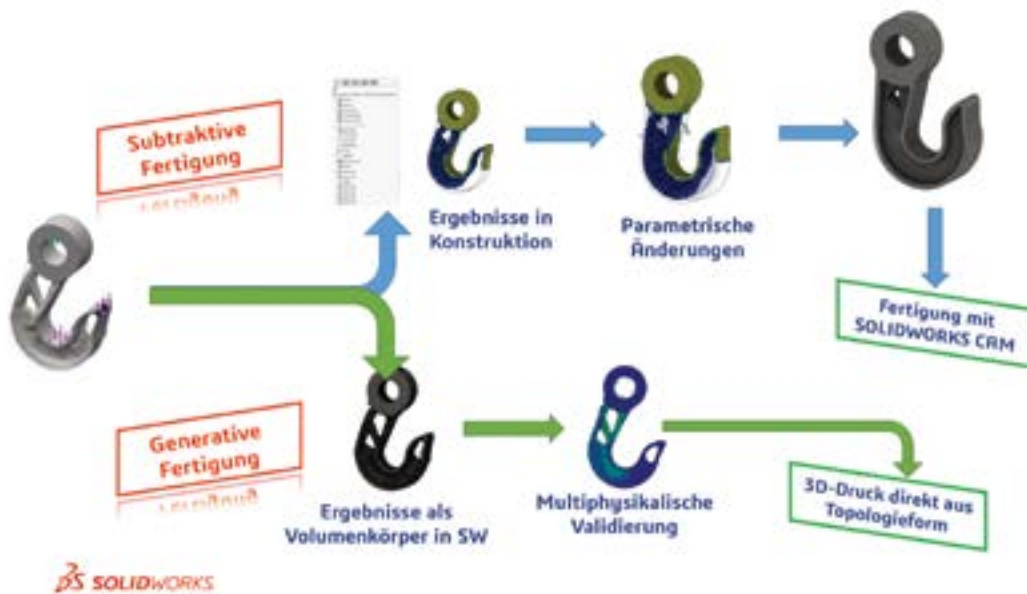 Subtraktive
Fertigung
Ergebnisse in
Konstruktion
Parametrische
Änderungen
Fertigung mit
SOLIDWORKS CAM
Generative
Fertigung
Ergebnisse als
Volumenkörper in SW
Multiphysikalische
Validierung
3D-Druck direkt aus
Topologieform
SOLIDWORKS